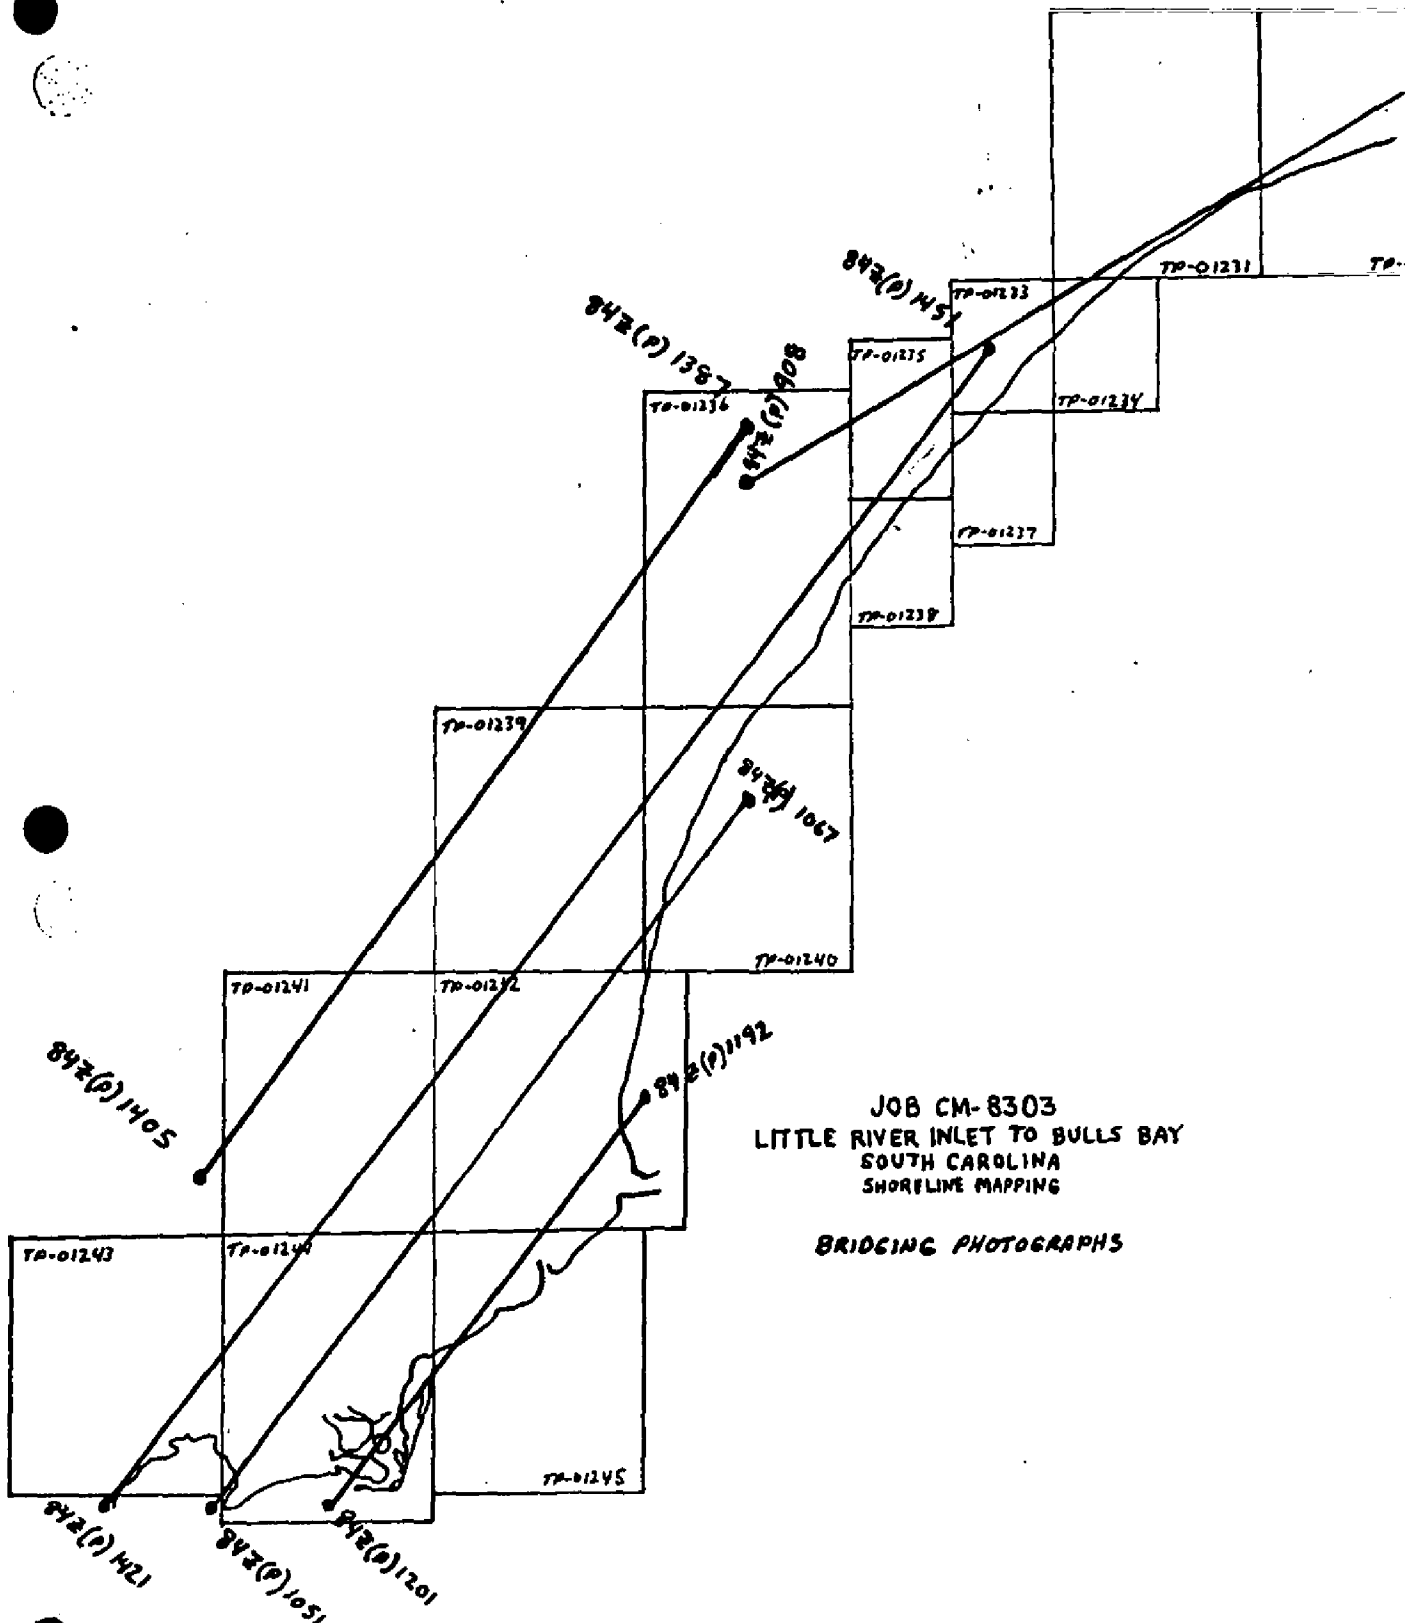 TP-01231
TP-
84Z(P) 1451
TP-01233
84Z(P) 1387
84Z(P) 908
TP-01235
TP-01236
TP-01234
TP-01237
TP-01238
TP-01239
84Z(P) 1067
TP-01240
TP-01241
TP-01242
84Z(P) 1192
84Z(P) 1405
JOB CM-8303
LITTLE RIVER INLET TO BULLS BAY
SOUTH CAROLINA
SHORELINE MAPPING
BRIDGING PHOTOGRAPHS
TP-01243
TP-01244
TP-01245
84Z(P) 1421
84Z(P) 1051
84Z(P) 1201